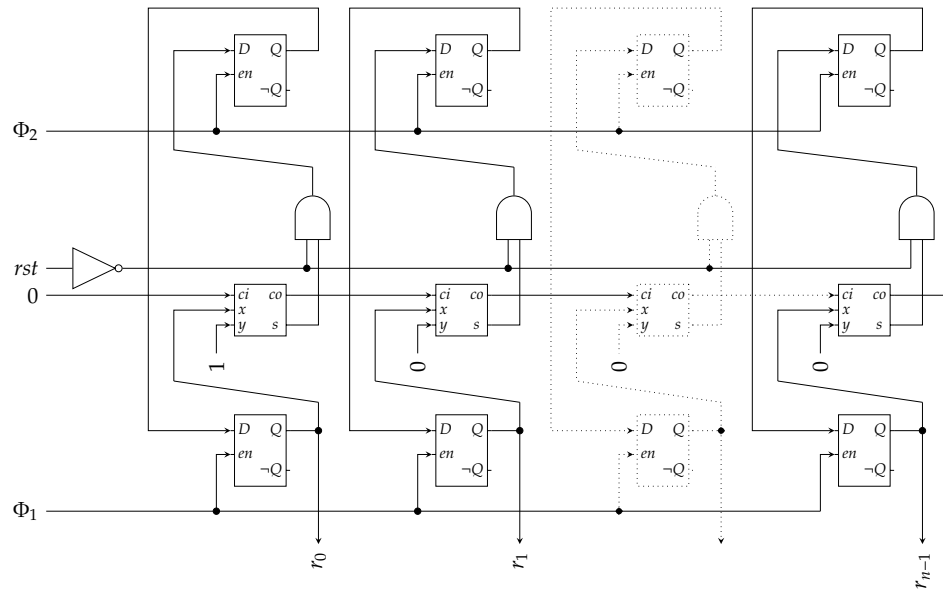 D Q D Q D Q D Q
en en en en
¬Q ¬Q ¬Q ¬Q
Φ2
rst
0 ci co ci co ci co ci co
x x x x
y s y s y s y s
1 0 0 0
D Q D Q D Q D Q
en en en en
¬Q ¬Q ¬Q ¬Q
Φ1
r0 r1 rn−1